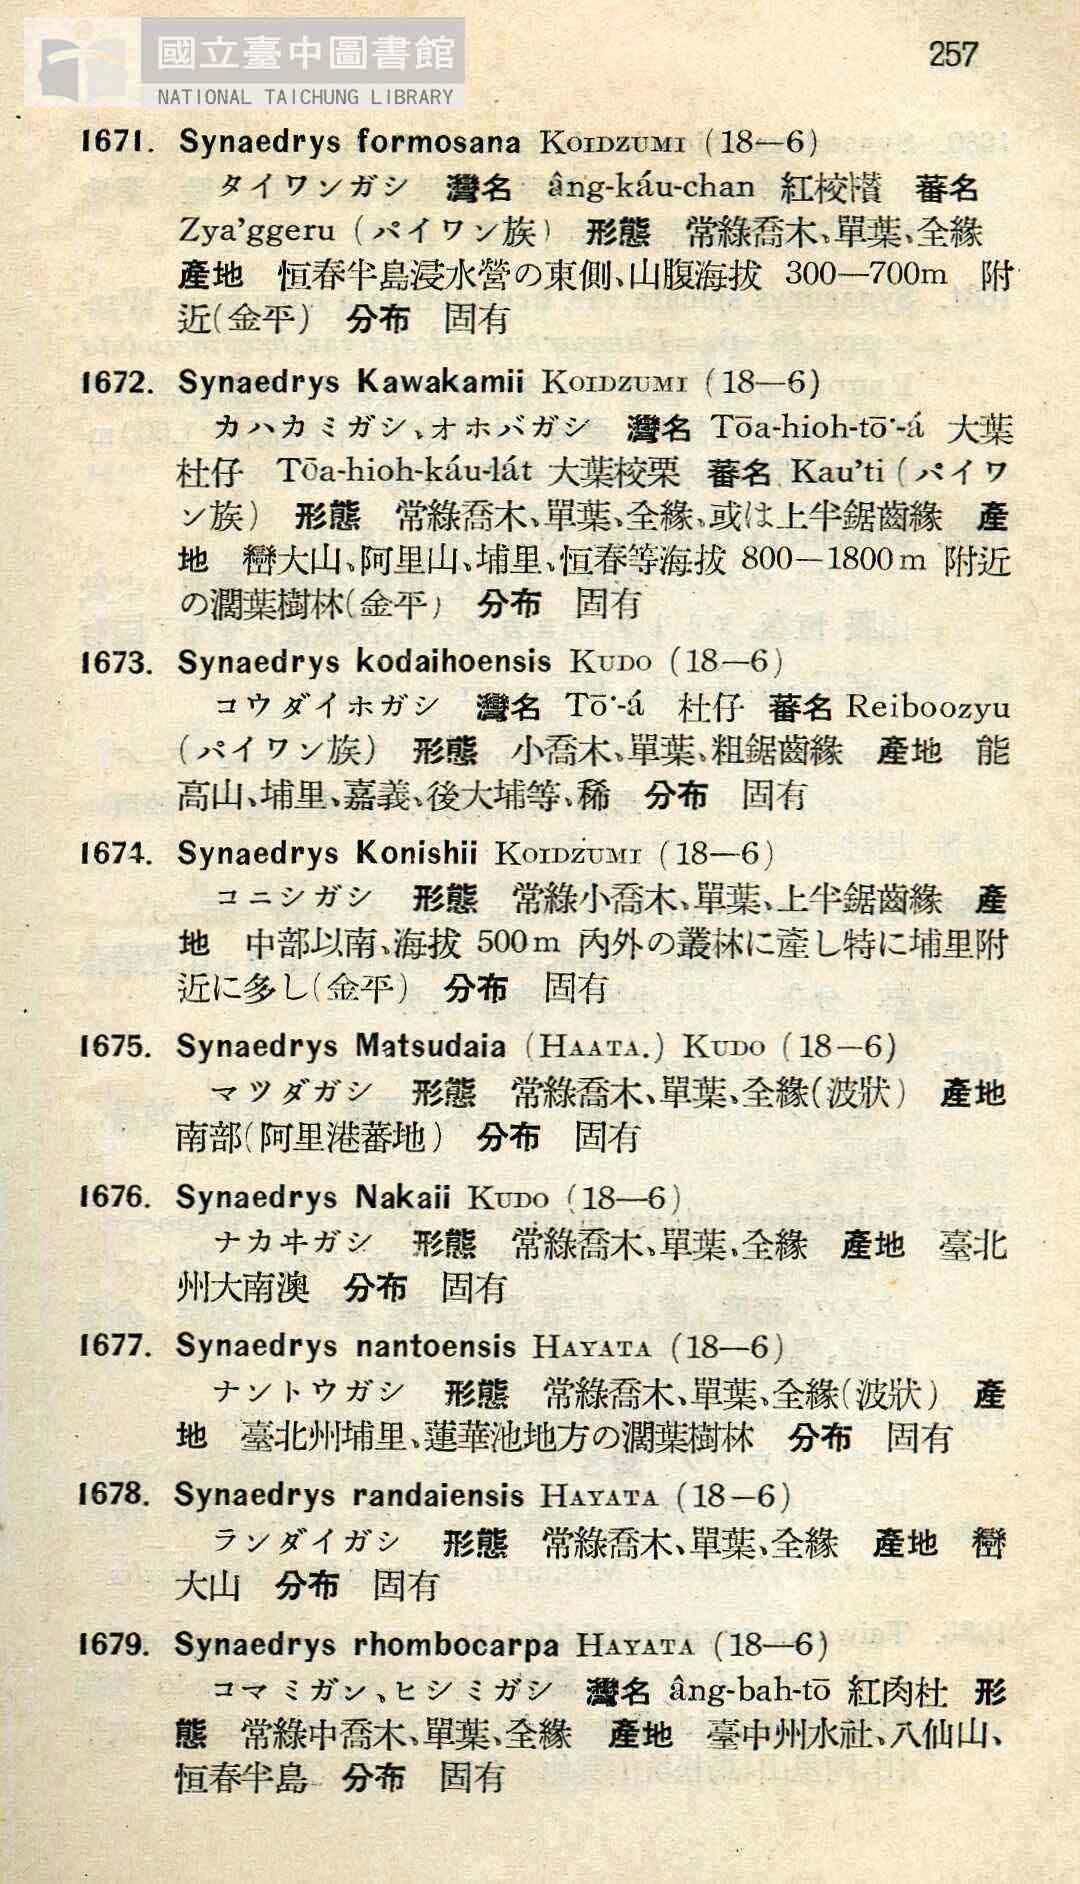 國立臺中圖書館
NATIONAL TAICHUNG LIBRARY
257
1671. Synaedrys formosana KOIDZUMI (18—6)
タイワンガシ 灣名 âng-káu-chan 紅校欑 蕃名
Zya'ggeru (パイワン族) 形態 常綠喬木、單葉、全緣
產地 恒春半島浸水營の東側、山腹海拔 300—700m 附
近(金平) 分布 固有
1672. Synaedrys Kawakamii KOIDZUMI (18—6)
カハカミガシ、オホバガシ 灣名 Tōa-hioh-tō·-á 大葉
杜仔 Tōa-hioh-káu-lát 大葉校栗 蕃名 Kau'ti (パイワ
ン族) 形態 常綠喬木、單葉、全緣、或は上半鋸齒緣 產
地 巒大山、阿里山、埔里、恒春等海拔 800—1800m 附近
の濶葉樹林(金平) 分布 固有
1673. Synaedrys kodaihoensis KUDO (18—6)
コウダイホガシ 灣名 Tō·-á 杜仔 蕃名 Reiboozyu
(パイワン族) 形態 小喬木、單葉、粗鋸齒緣 產地 能
高山、埔里、嘉義、後大埔等、稀 分布 固有
1674. Synaedrys Konishii KOIDZUMI (18—6)
コニシガシ 形態 常綠小喬木、單葉、上半鋸齒緣 產
地 中部以南、海拔 500m 內外の叢林に產し特に埔里附
近に多し(金平) 分布 固有
1675. Synaedrys Matsudaia (HAATA.) KUDO (18—6)
マツダガシ 形態 常綠喬木、單葉、全緣(波狀) 產地
南部(阿里港蕃地) 分布 固有
1676. Synaedrys Nakaii KUDO (18—6)
ナカヰガシ 形態 常綠喬木、單葉、全緣 產地 臺北
州大南澳 分布 固有
1677. Synaedrys nantoensis HAYATA (18—6)
ナントウガシ 形態 常綠喬木、單葉、全緣(波狀) 產
地 臺北州埔里、蓮華池地方の濶葉樹林 分布 固有
1678. Synaedrys randaiensis HAYATA (18—6)
ランダイガシ 形態 常綠喬木、單葉、全緣 產地 巒
大山 分布 固有
1679. Synaedrys rhombocarpa HAYATA (18—6)
コマミガシ、ヒシミガシ 灣名 âng-bah-tō 紅肉杜 形
態 常綠中喬木、單葉、全緣 產地 臺中州水社、八仙山、
恒春半島 分布 固有